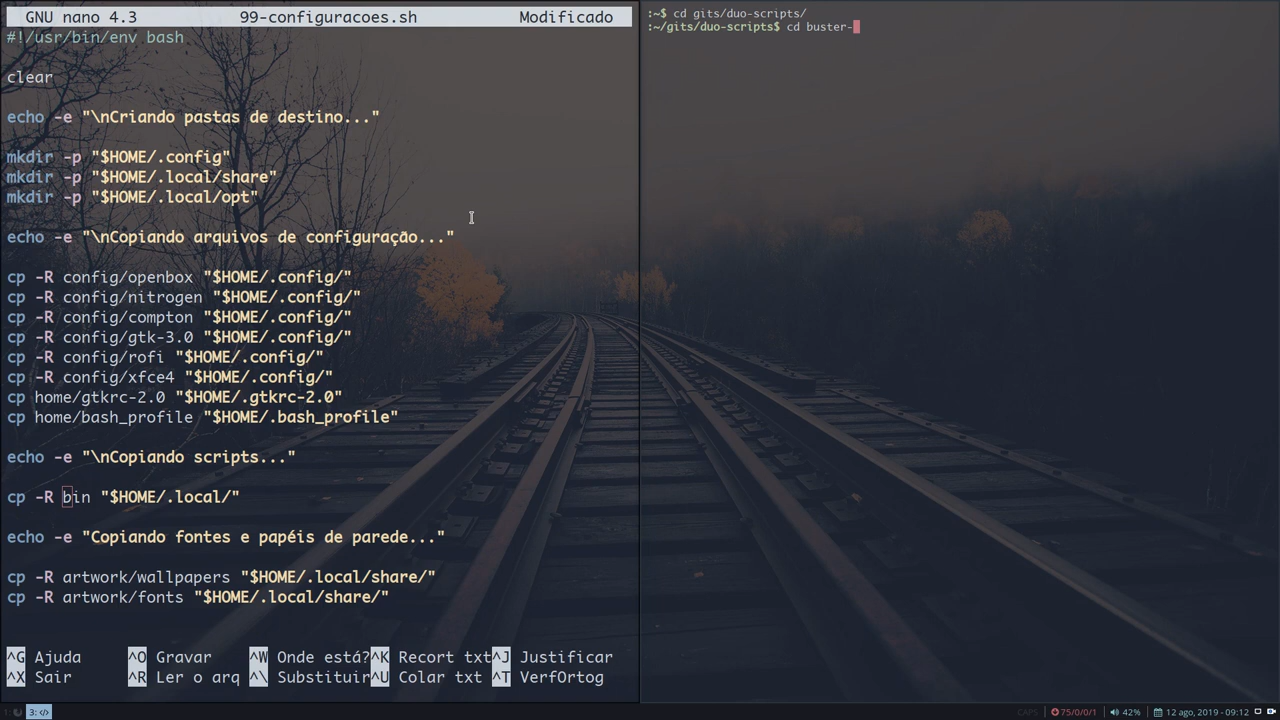 GNU nano 4.3 99-configuracoes.sh Modificado
#!/usr/bin/env bash
clear
echo -e "\nCriando pastas de destino..."
mkdir -p "$HOME/.config"
mkdir -p "$HOME/.local/share"
mkdir -p "$HOME/.local/opt"
echo -e "\nCopiando arquivos de configuração..."
cp -R config/openbox "$HOME/.config/"
cp -R config/nitrogen "$HOME/.config/"
cp -R config/compton "$HOME/.config/"
cp -R config/gtk-3.0 "$HOME/.config/"
cp -R config/rofi "$HOME/.config/"
cp -R config/xfce4 "$HOME/.config/"
cp home/gtkrc-2.0 "$HOME/.gtkrc-2.0"
cp home/bash_profile "$HOME/.bash_profile"
echo -e "\nCopiando scripts..."
cp -R bin "$HOME/.local/"
echo -e "Copiando fontes e papéis de parede..."
cp -R artwork/wallpapers "$HOME/.local/share/"
cp -R artwork/fonts "$HOME/.local/share/"
^G Ajuda ^O Gravar ^W Onde está? ^K Recort txt ^J Justificar
^X Sair ^R Ler o arq ^\ Substituir ^U Colar txt ^T VerfOrtog
:~$ cd gits/duo-scripts/
:~/gits/duo-scripts$ cd buster-
1: 3: </> CAPS 75/0/0/1 42% 12 ago, 2019 - 09:12